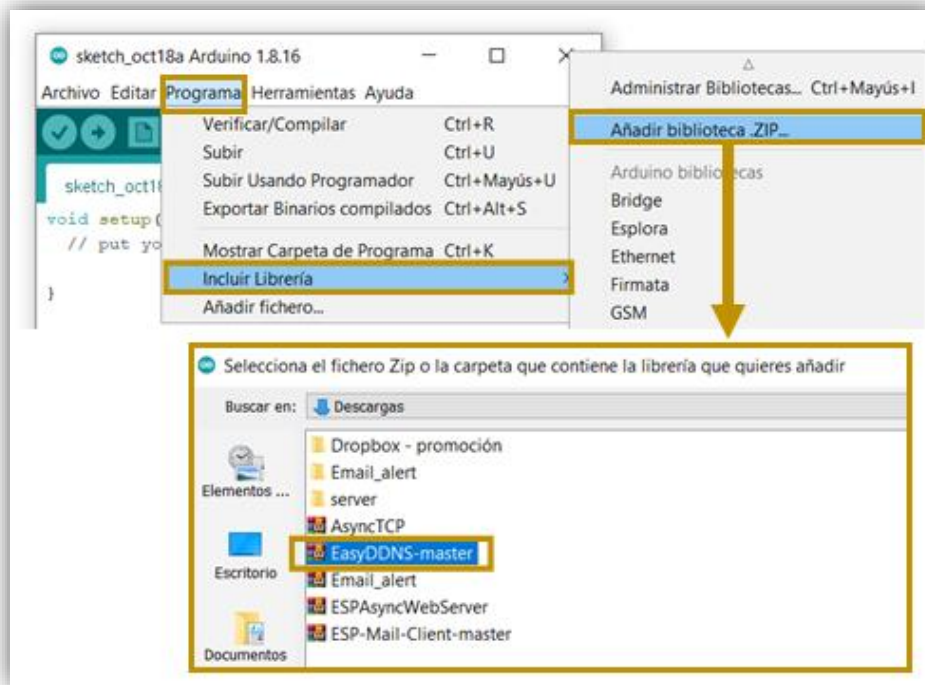 sketch_oct18a Arduino 1.8.16
Archivo Editar Programa Herramientas Ayuda
Verificar/Compilar Ctrl+R
Subir Ctrl+U
Subir Usando Programador Ctrl+Mayús+U
Exportar Binarios compilados Ctrl+Alt+S
Mostrar Carpeta de Programa Ctrl+K
Incluir Librería
Añadir fichero...
sketch_oct18
void setup(
// put yo
}
Administrar Bibliotecas... Ctrl+Mayús+I
Añadir biblioteca .ZIP...
Arduino bibliotecas
Bridge
Esplora
Ethernet
Firmata
GSM
Selecciona el fichero Zip o la carpeta que contiene la librería que quieres añadir
Buscar en: Descargas
Elementos ...
Escritorio
Documentos
Dropbox - promoción
Email_alert
server
AsyncTCP
EasyDDNS-master
Email_alert
ESPAsyncWebServer
ESP-Mail-Client-master